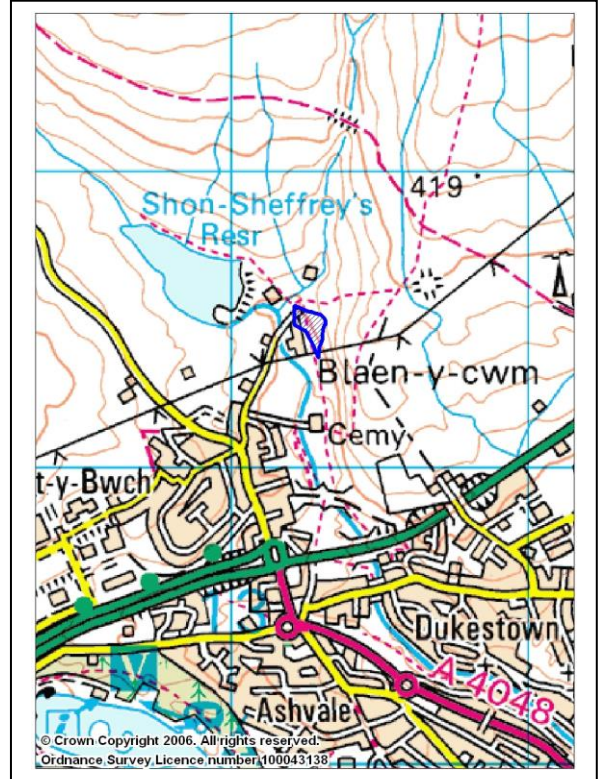 419
Shon-Sheffrey's
Resr
Blaen-y-cwm
Cemy
t-y-Bwch
Dukestown
A 4048
Ashvale
© Crown Copyright 2006. All rights reserved.
Ordnance Survey Licence number 100043138